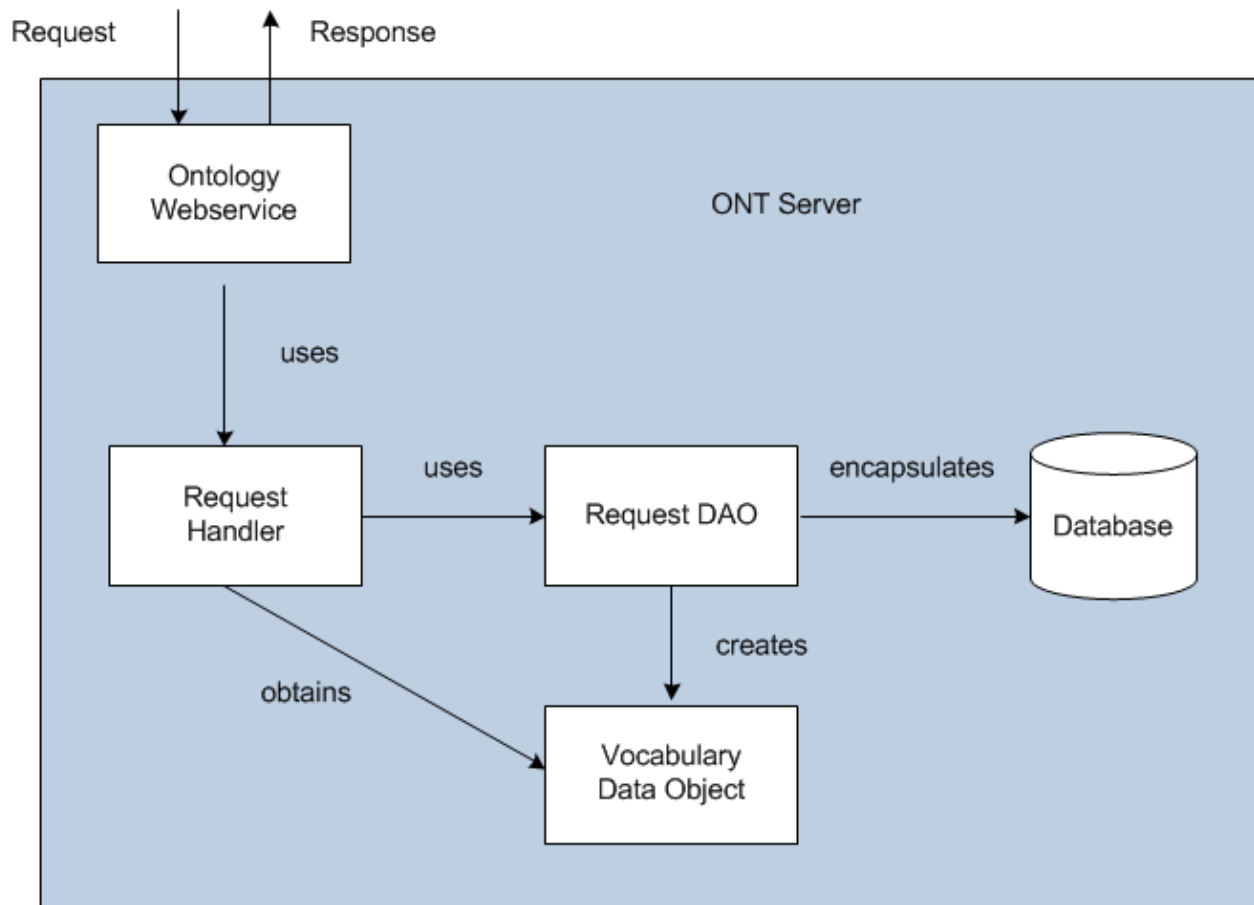 Request
Response
Ontology
Webservice
ONT Server
uses
Request
Handler
uses
Request DAO
encapsulates
Database
creates
obtains
Vocabulary
Data Object